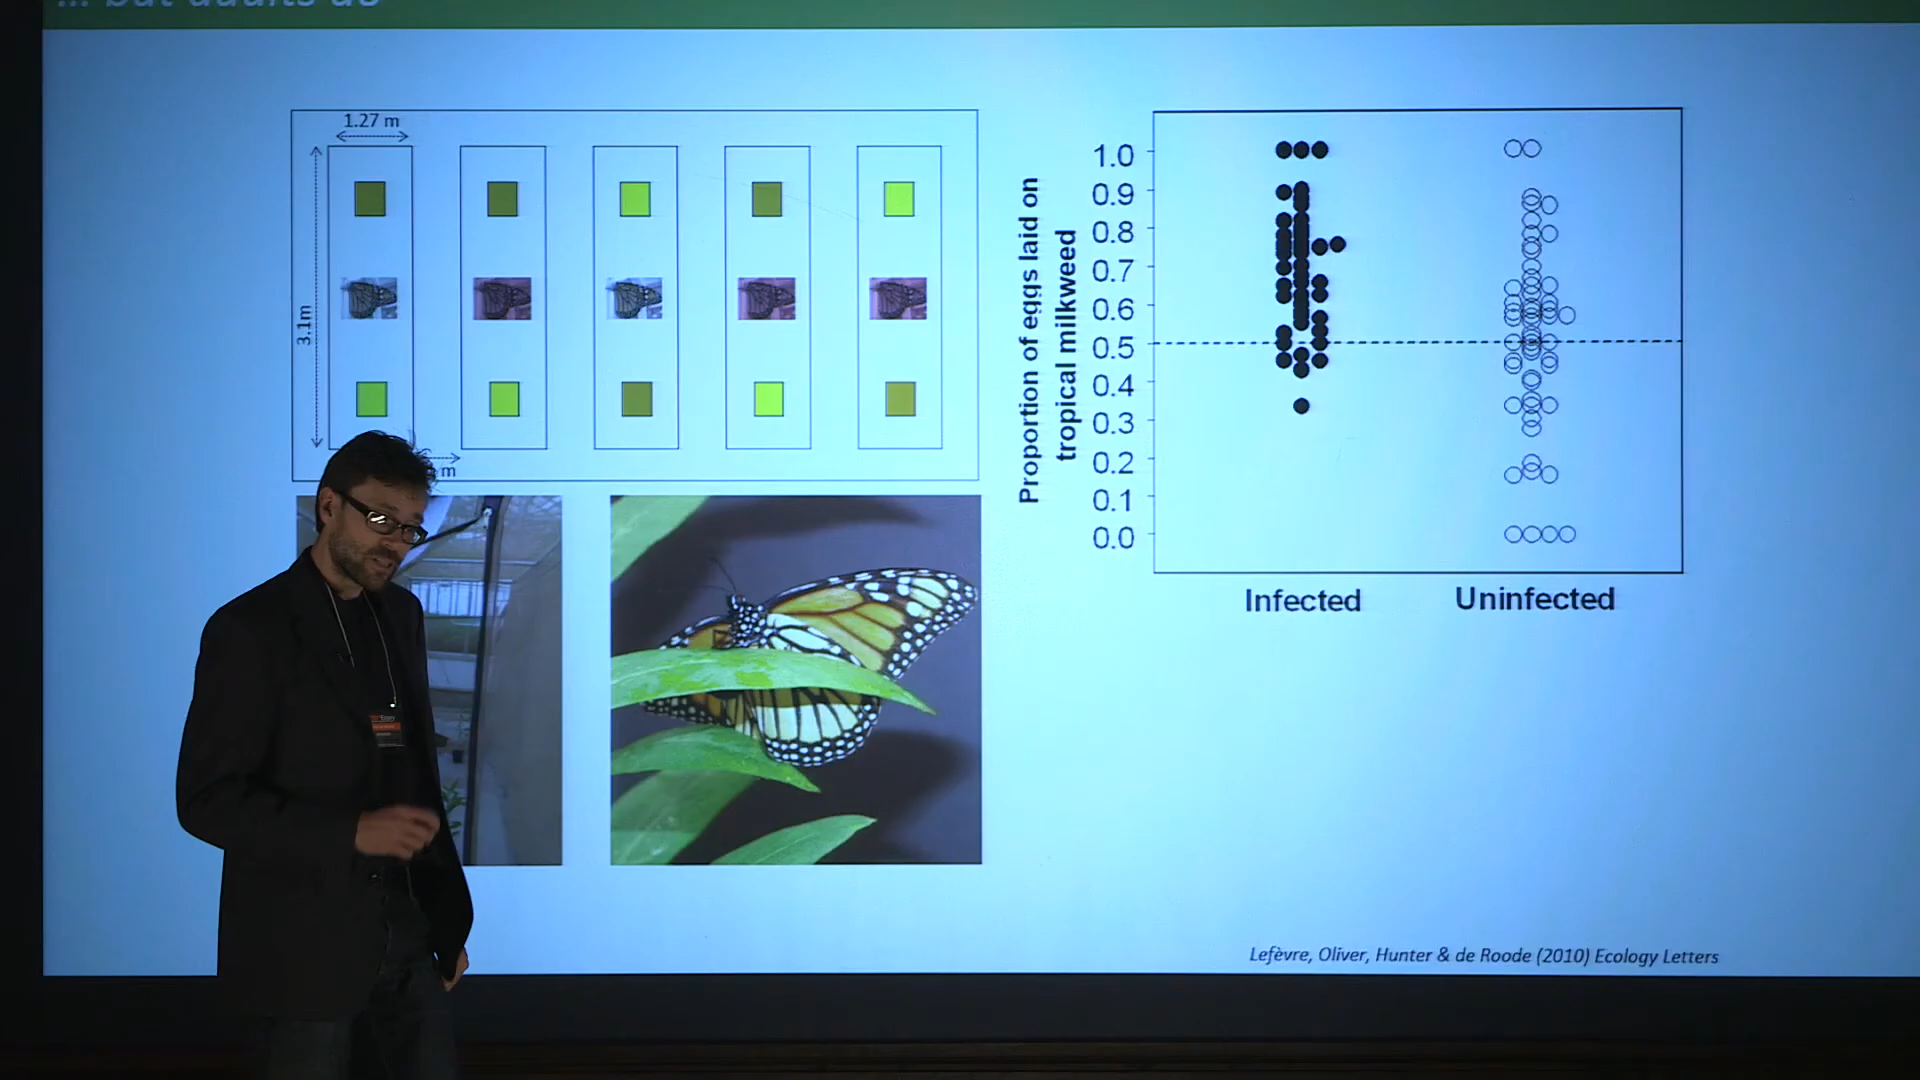 ... but adults do
1.27 m
3.1m
m
Proportion of eggs laid on
tropical milkweed
1.0
0.9
0.8
0.7
0.6
0.5
0.4
0.3
0.2
0.1
0.0
Infected
Uninfected
Lefèvre, Oliver, Hunter & de Roode (2010) Ecology Letters